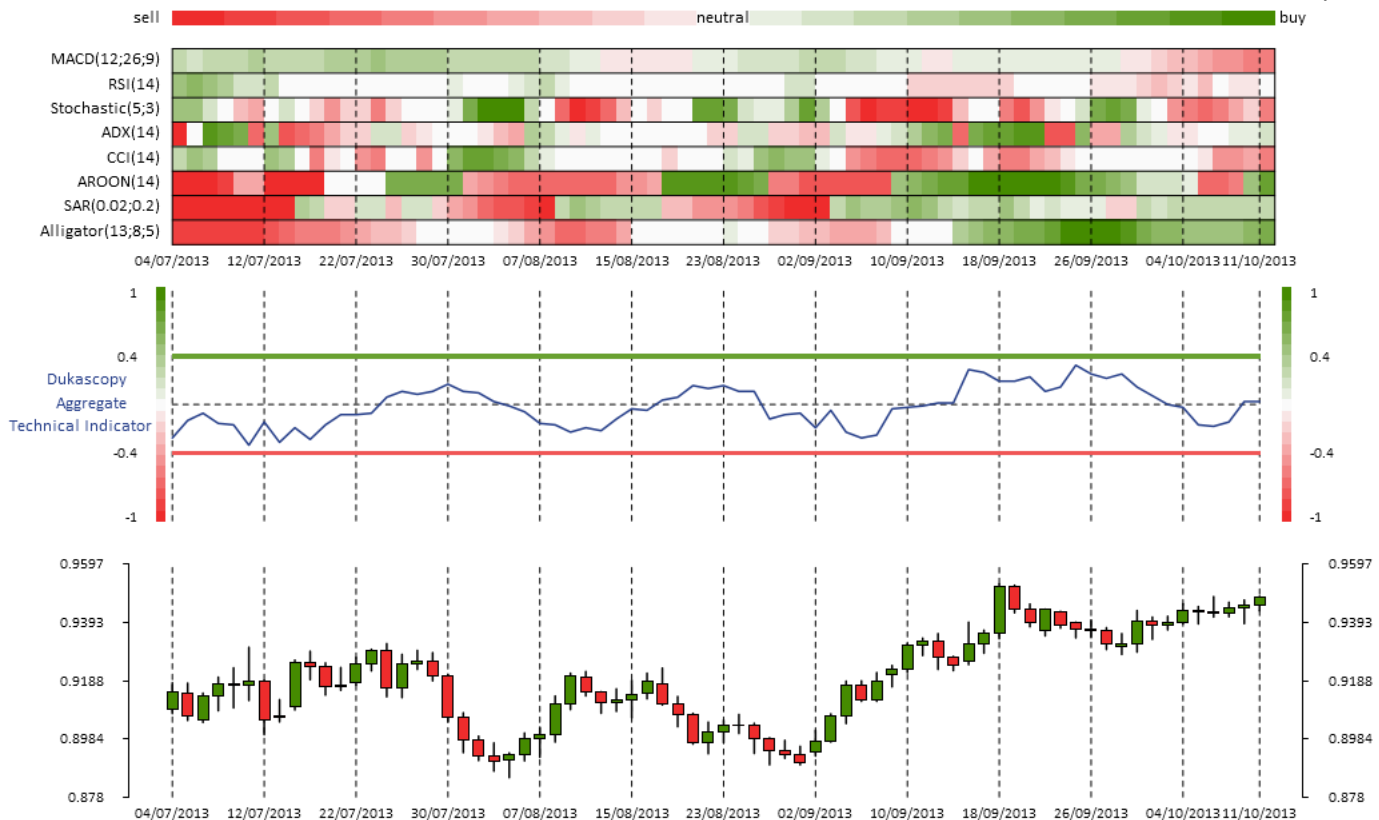 sell neutral buy
MACD(12;26;9)
RSI(14)
Stochastic(5;3)
ADX(14)
CCI(14)
AROON(14)
SAR(0.02;0.2)
Alligator(13;8;5)
04/07/2013 12/07/2013 22/07/2013 30/07/2013 07/08/2013 15/08/2013 23/08/2013 02/09/2013 10/09/2013 18/09/2013 26/09/2013 04/10/2013 11/10/2013
1 1
0.4 0.4
Dukascopy
Aggregate
Technical Indicator
-0.4 -0.4
-1 -1
0.9597 0.9597
0.9393 0.9393
0.9188 0.9188
0.8984 0.8984
0.878 0.878
04/07/2013 12/07/2013 22/07/2013 30/07/2013 07/08/2013 15/08/2013 23/08/2013 02/09/2013 10/09/2013 18/09/2013 26/09/2013 04/10/2013 11/10/2013